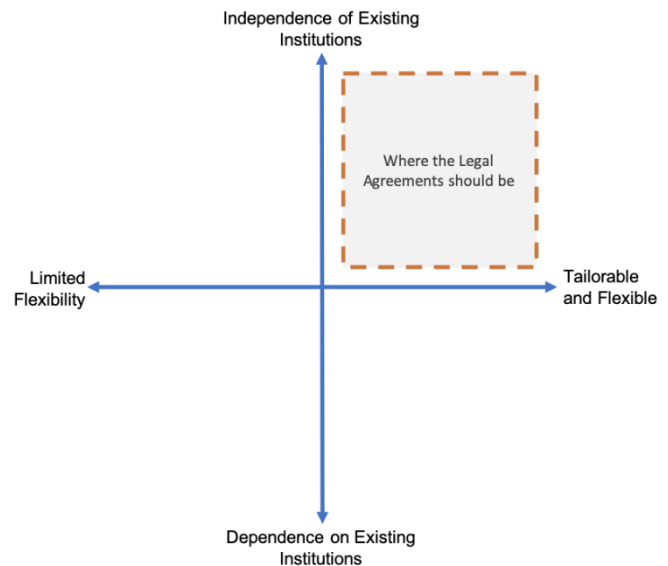 Independence of Existing
Institutions
Where the Legal
Agreements should be
Limited
Flexibility
Tailorable
and Flexible
Dependence on Existing
Institutions